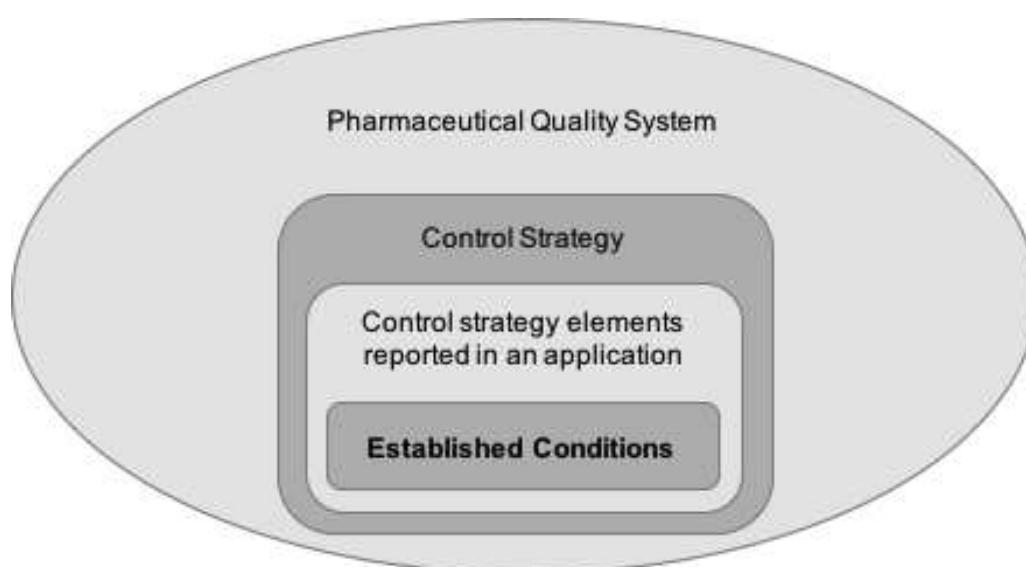 Pharmaceutical Quality System
Control Strategy
Control strategy elements
reported in an application
Established Conditions